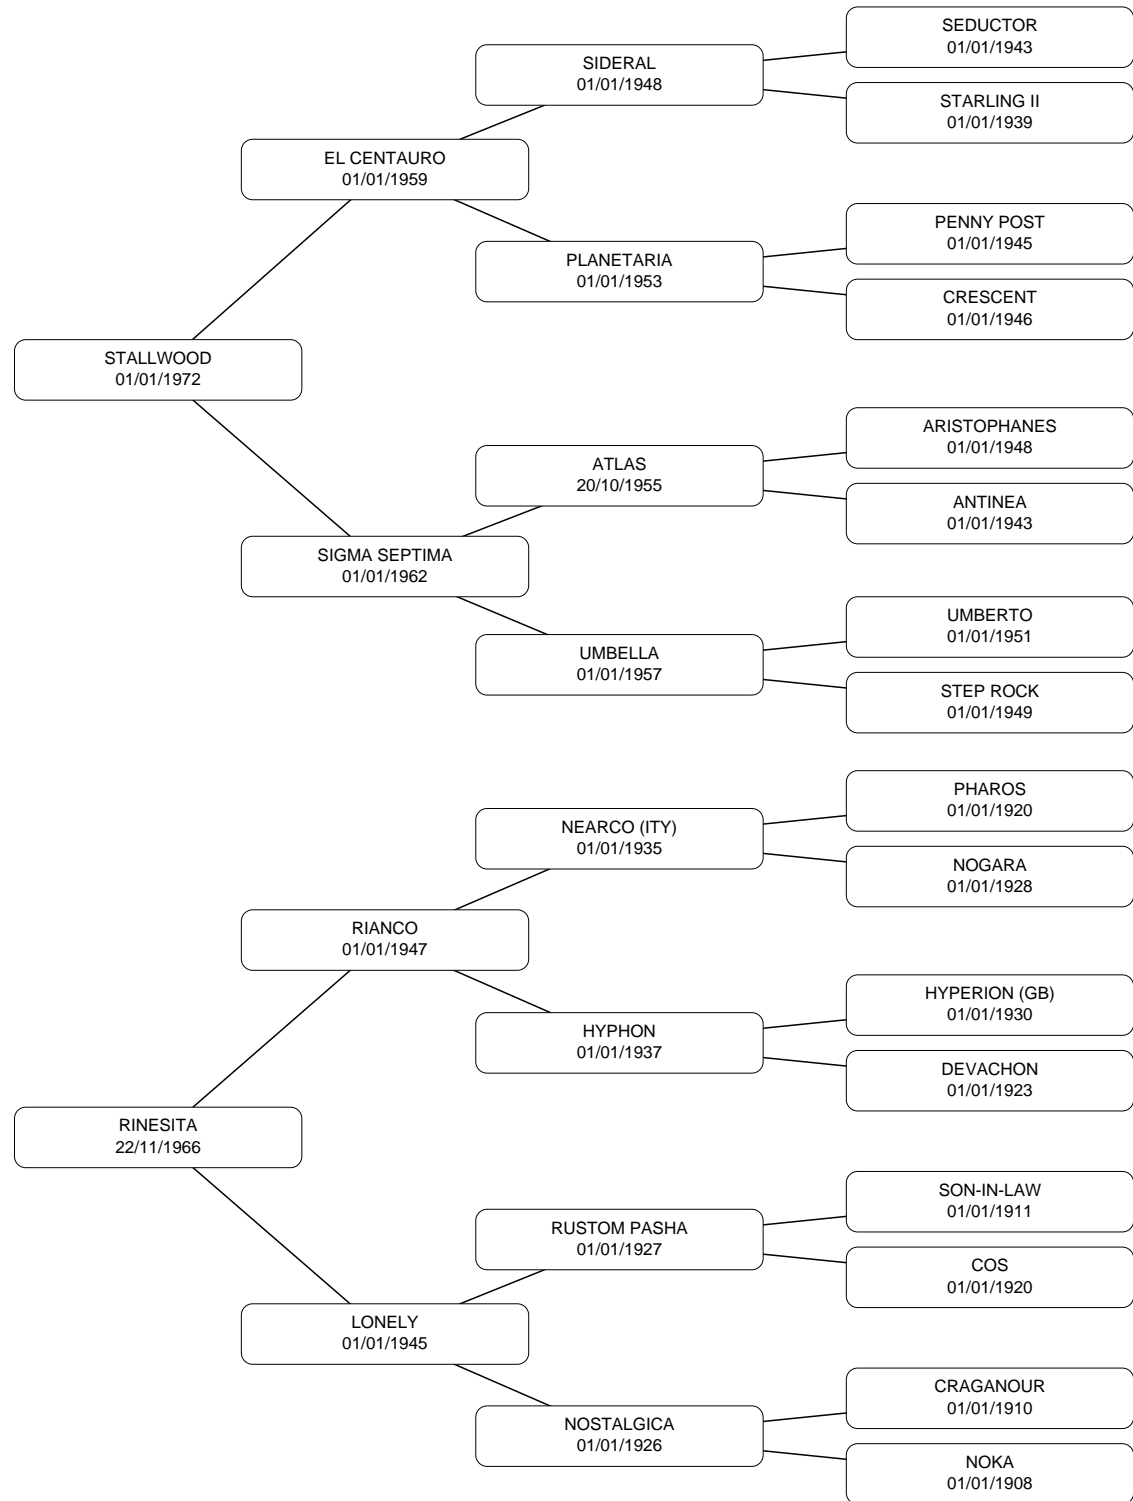 SEDUCTOR
01/01/1943
SIDERAL
01/01/1948
STARLING II
01/01/1939
EL CENTAURO
01/01/1959
PENNY POST
01/01/1945
PLANETARIA
01/01/1953
CRESCENT
01/01/1946
STALLWOOD
01/01/1972
ARISTOPHANES
01/01/1948
ATLAS
20/10/1955
ANTINEA
01/01/1943
SIGMA SEPTIMA
01/01/1962
UMBERTO
01/01/1951
UMBELLA
01/01/1957
STEP ROCK
01/01/1949
PHAROS
01/01/1920
NEARCO (ITY)
01/01/1935
NOGARA
01/01/1928
RIANCO
01/01/1947
HYPERION (GB)
01/01/1930
HYPHON
01/01/1937
DEVACHON
01/01/1923
RINESITA
22/11/1966
SON-IN-LAW
01/01/1911
RUSTOM PASHA
01/01/1927
COS
01/01/1920
LONELY
01/01/1945
CRAGANOUR
01/01/1910
NOSTALGICA
01/01/1926
NOKA
01/01/1908